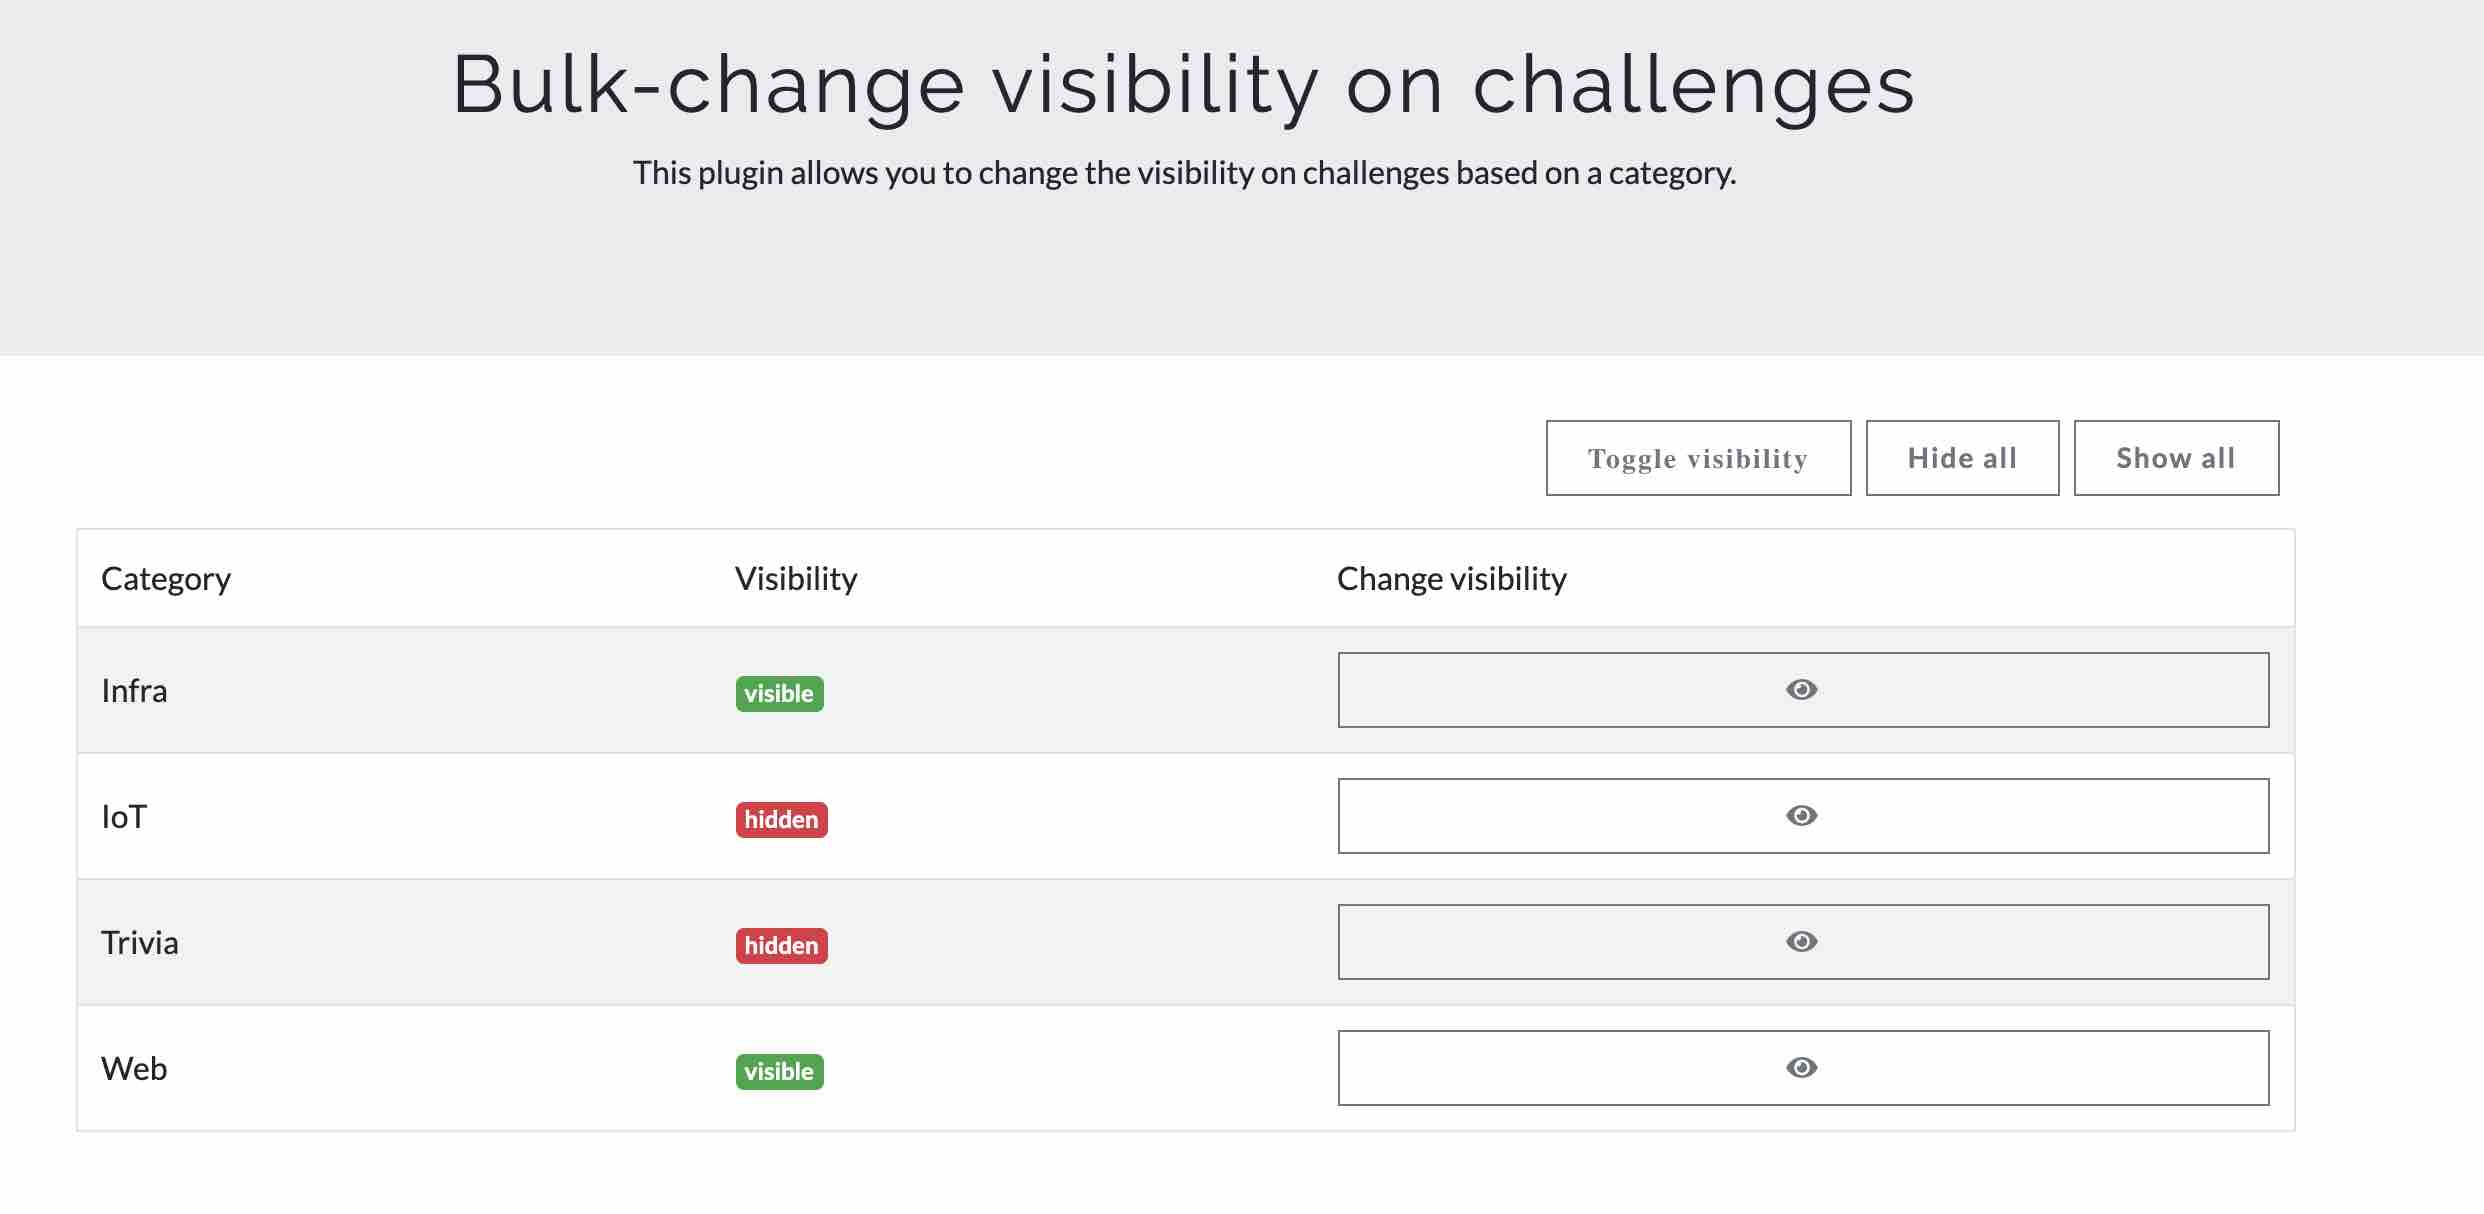 Bulk-change visibility on challenges
This plugin allows you to change the visibility on challenges based on a category.
Toggle visibility Hide all Show all
Category Visibility Change visibility
Infra visible
IoT hidden
Trivia hidden
Web visible